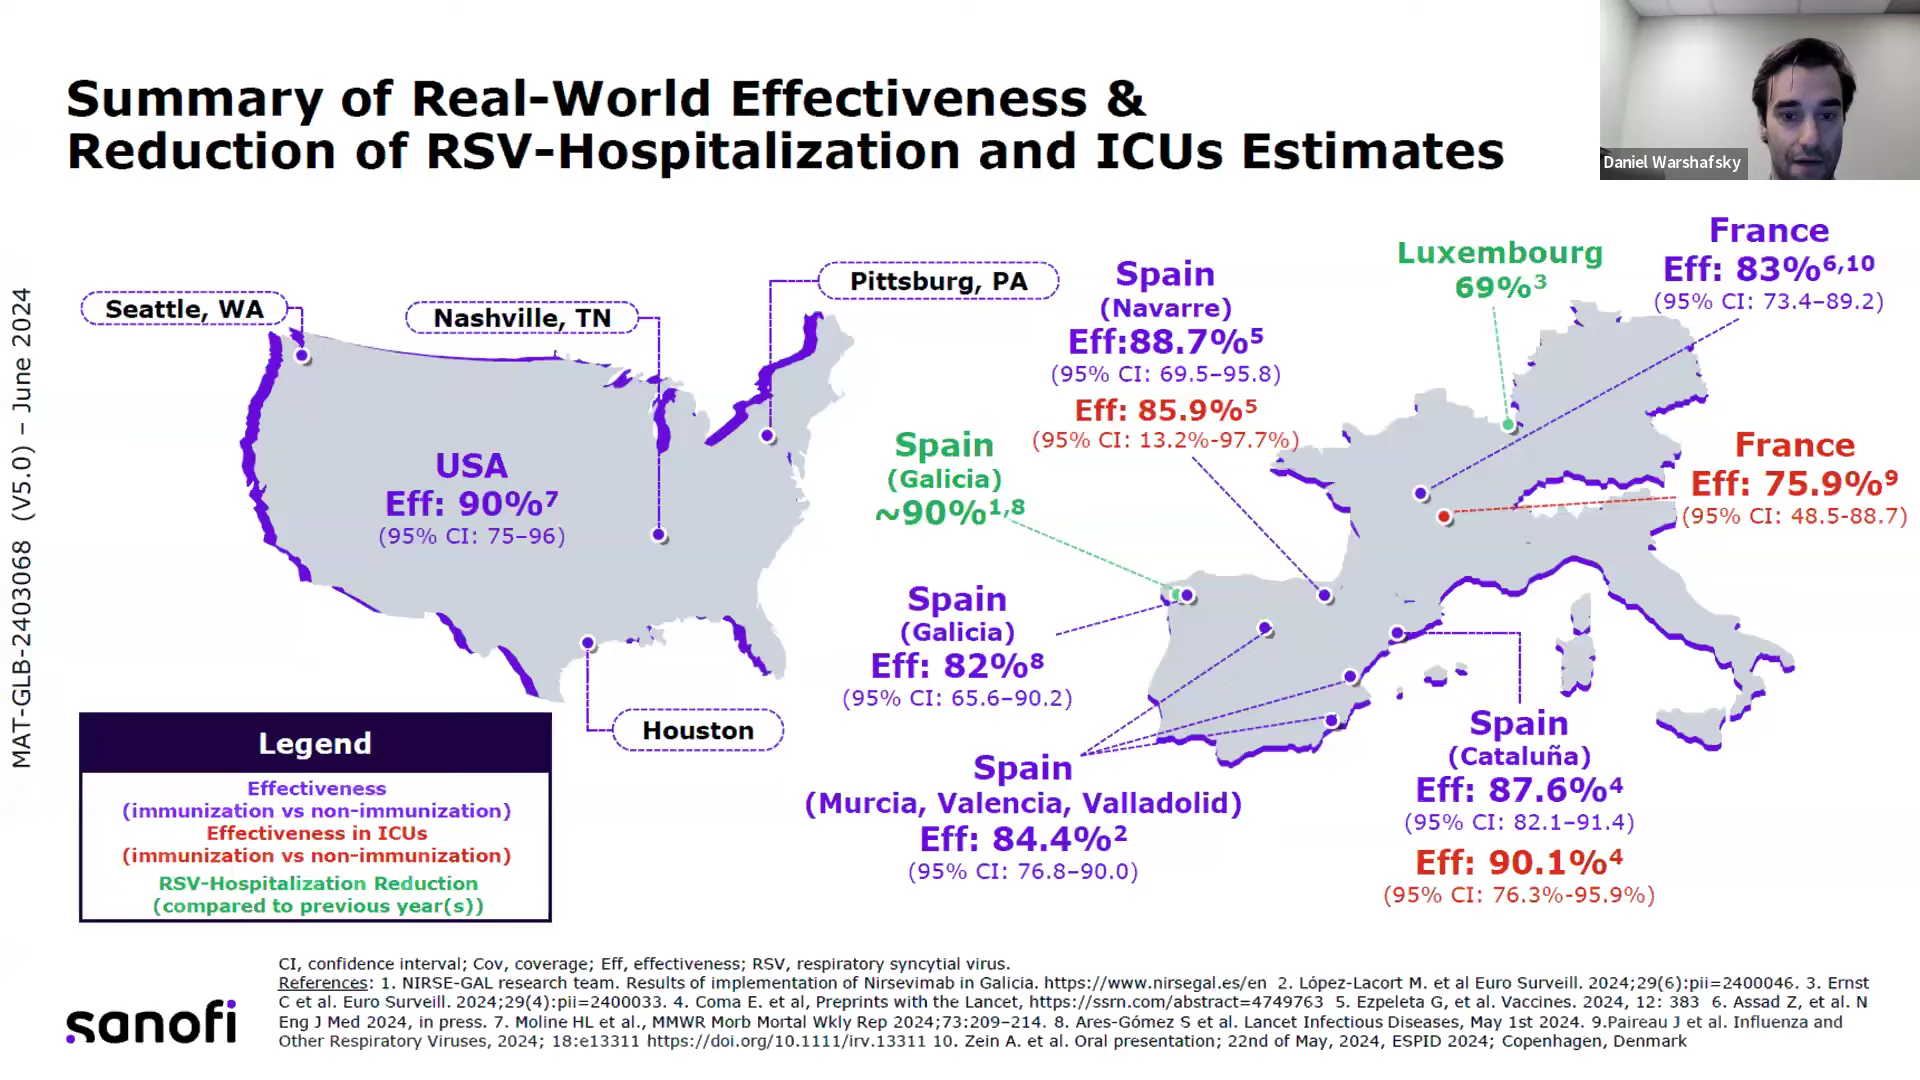 Summary of Real-World Effectiveness &
Reduction of RSV-Hospitalization and ICUs Estimates
Daniel Warshafsky
MAT-GLB-2403068 (V5.0) – June 2024
Seattle, WA
Nashville, TN
Pittsburg, PA
USA
Eff: 90%⁷
(95% CI: 75–96)
Houston
Spain
(Navarre)
Eff:88.7%⁵
(95% CI: 69.5–95.8)
Eff: 85.9%⁵
(95% CI: 13.2%-97.7%)
Luxembourg
69%³
France
Eff: 83%⁶,¹⁰
(95% CI: 73.4–89.2)
Spain
(Galicia)
~90%¹,⁸
France
Eff: 75.9%⁹
(95% CI: 48.5-88.7)
Spain
(Galicia)
Eff: 82%⁸
(95% CI: 65.6–90.2)
Spain
(Murcia, Valencia, Valladolid)
Eff: 84.4%²
(95% CI: 76.8–90.0)
Spain
(Cataluña)
Eff: 87.6%⁴
(95% CI: 82.1–91.4)
Eff: 90.1%⁴
(95% CI: 76.3%-95.9%)
Legend
Effectiveness
(immunization vs non-immunization)
Effectiveness in ICUs
(immunization vs non-immunization)
RSV-Hospitalization Reduction
(compared to previous year(s))
sanofi
CI, confidence interval; Cov, coverage; Eff, effectiveness; RSV, respiratory syncytial virus.
References: 1. NIRSE-GAL research team. Results of implementation of Nirsevimab in Galicia. https://www.nirsegal.es/en 2. López-Lacort M. et al Euro Surveill. 2024;29(6):pii=2400046. 3. Ernst
C et al. Euro Surveill. 2024;29(4):pii=2400033. 4. Coma E. et al, Preprints with the Lancet, https://ssrn.com/abstract=4749763 5. Ezpeleta G, et al. Vaccines. 2024, 12: 383 6. Assad Z, et al. N
Eng J Med 2024, in press. 7. Moline HL et al., MMWR Morb Mortal Wkly Rep 2024;73:209–214. 8. Ares-Gómez S et al. Lancet Infectious Diseases, May 1st 2024. 9.Paireau J et al. Influenza and
Other Respiratory Viruses, 2024; 18:e13311 https://doi.org/10.1111/irv.13311 10. Zein A. et al. Oral presentation; 22nd of May, 2024, ESPID 2024; Copenhagen, Denmark